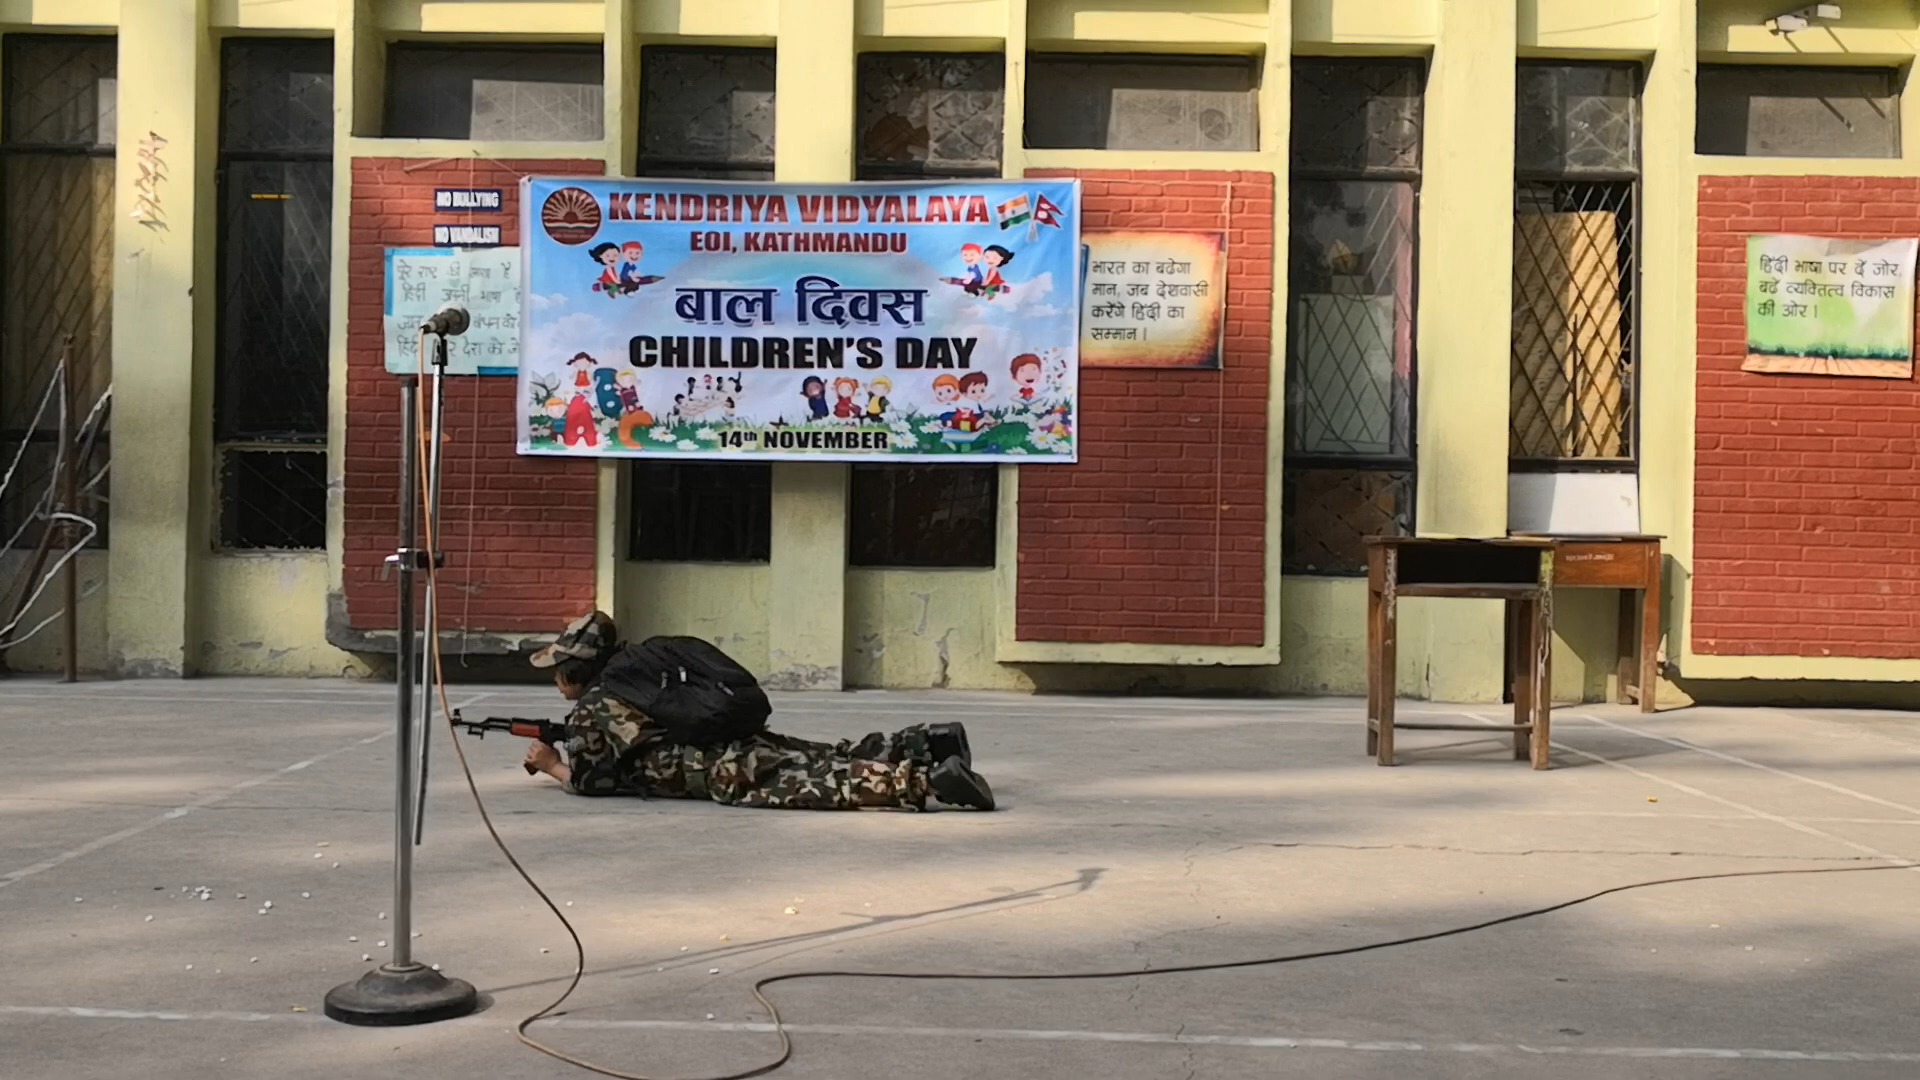 NO BULLYING
NO VANDALISM
KENDRIYA VIDYALAYA
EOI, KATHMANDU
बाल दिवस
CHILDREN'S DAY
14th NOVEMBER
पूरे राष्ट्र की है
हिंदी भाषा
हिंदी देश को
भारत का बढेगा
मान, जब देशवासी
करेंगे हिंदी का
सम्मान।
हिंदी भाषा पर दें जोर,
बढे व्यक्तित्व विकास
की ओर।